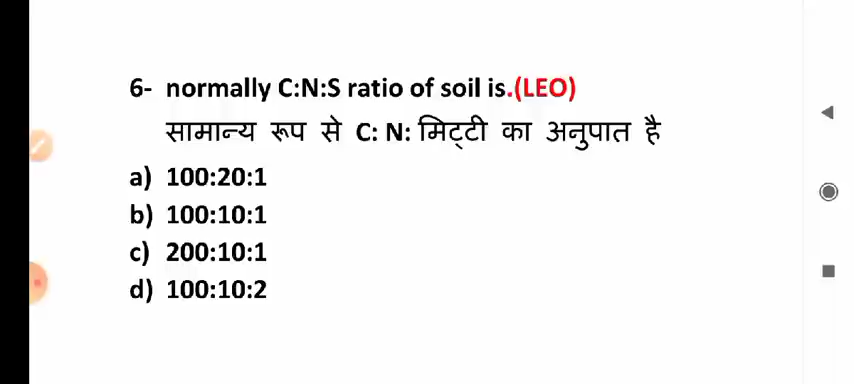 6- normally C:N:S ratio of soil is.(LEO)
सामान्य रूप से C: N: मिट्टी का अनुपात है
a) 100:20:1
b) 100:10:1
c) 200:10:1
d) 100:10:2